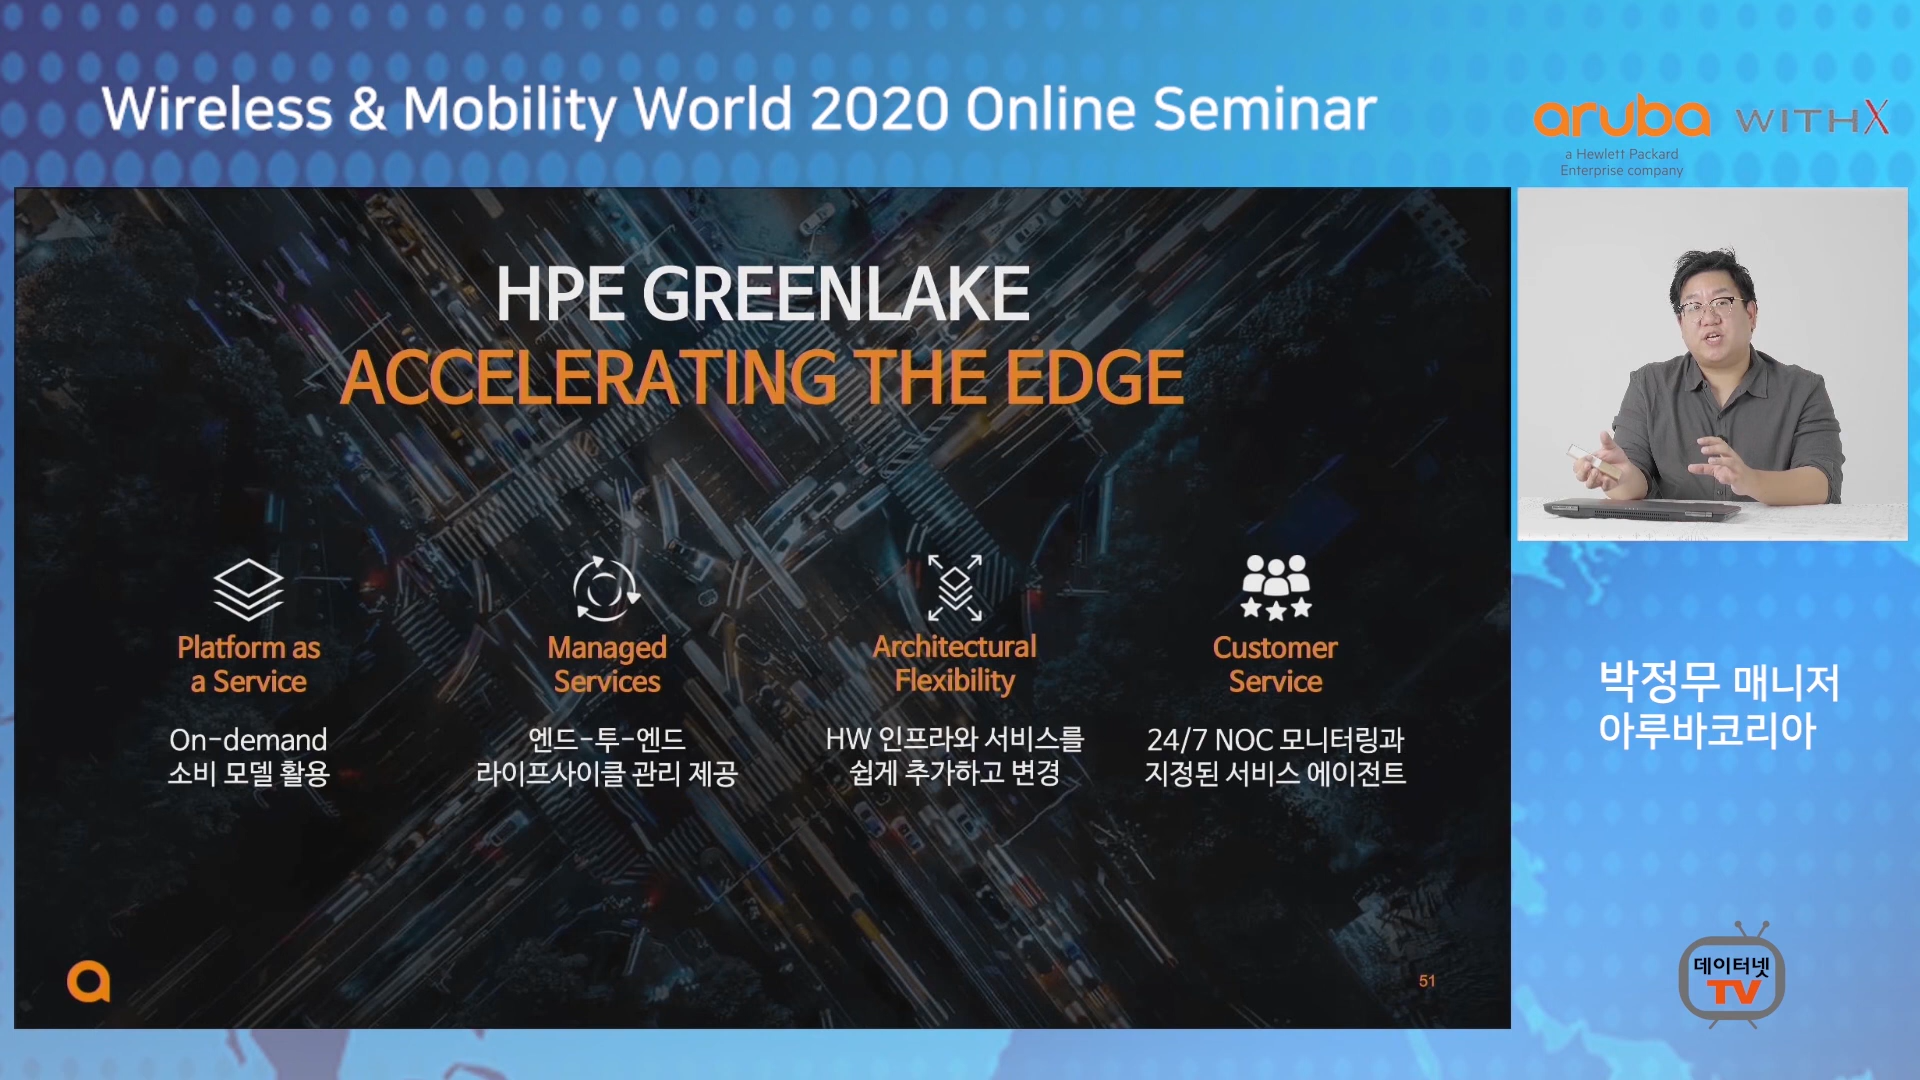 Wireless & Mobility World 2020 Online Seminar
aruba
a Hewlett Packard
Enterprise company
WITHX
HPE GREENLAKE
ACCELERATING THE EDGE
Platform as
a Service
On-demand
소비 모델 활용
Managed
Services
엔드-투-엔드
라이프사이클 관리 제공
Architectural
Flexibility
HW 인프라와 서비스를
쉽게 추가하고 변경
Customer
Service
24/7 NOC 모니터링과
지정된 서비스 에이전트
51
박정무 매니저
아루바코리아
데이터넷
TV